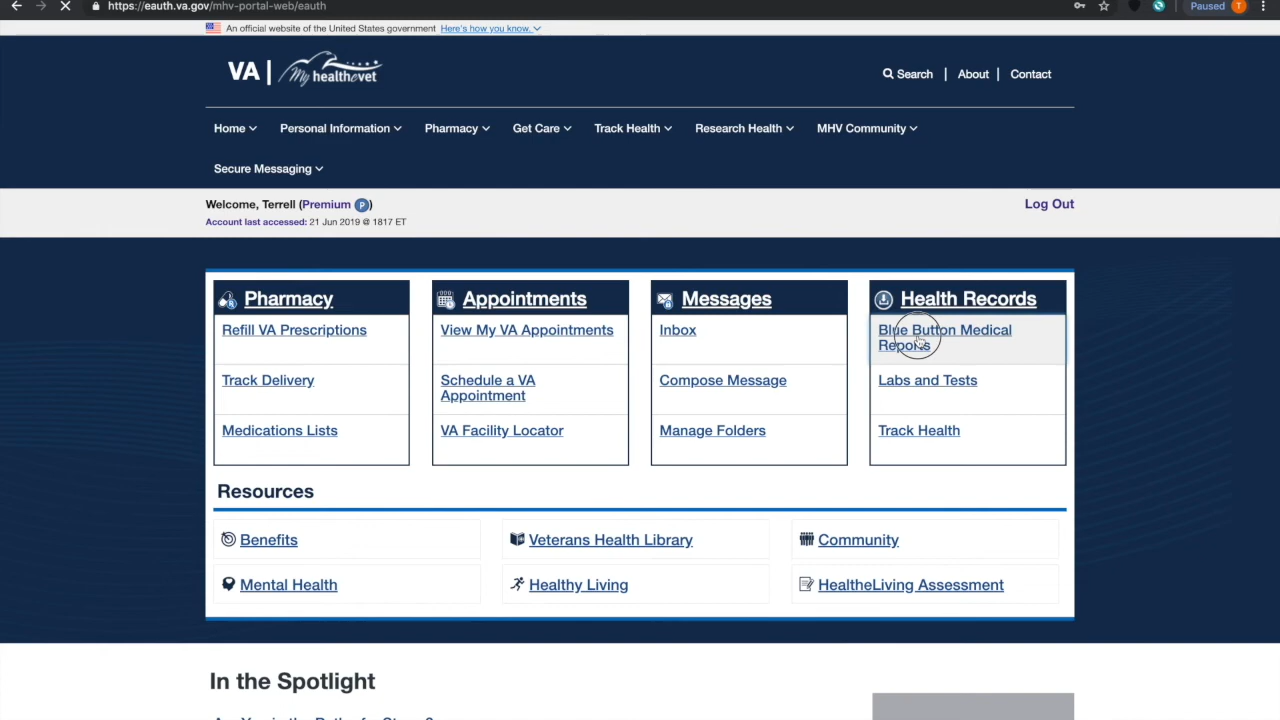 https://eauth.va.gov/mhv-portal-web/eauth
Paused T
An official website of the United States government Here's how you know.
VA | My healthevet
Search | About | Contact
Home Personal Information Pharmacy Get Care Track Health Research Health MHV Community
Secure Messaging
Welcome, Terrell (Premium P)
Log Out
Account last accessed: 21 Jun 2019 @ 1817 ET
Pharmacy
Refill VA Prescriptions
Track Delivery
Medications Lists
Appointments
View My VA Appointments
Schedule a VA
Appointment
VA Facility Locator
Messages
Inbox
Compose Message
Manage Folders
Health Records
Blue Button Medical
Reports
Labs and Tests
Track Health
Resources
Benefits
Veterans Health Library
Community
Mental Health
Healthy Living
HealtheLiving Assessment
In the Spotlight